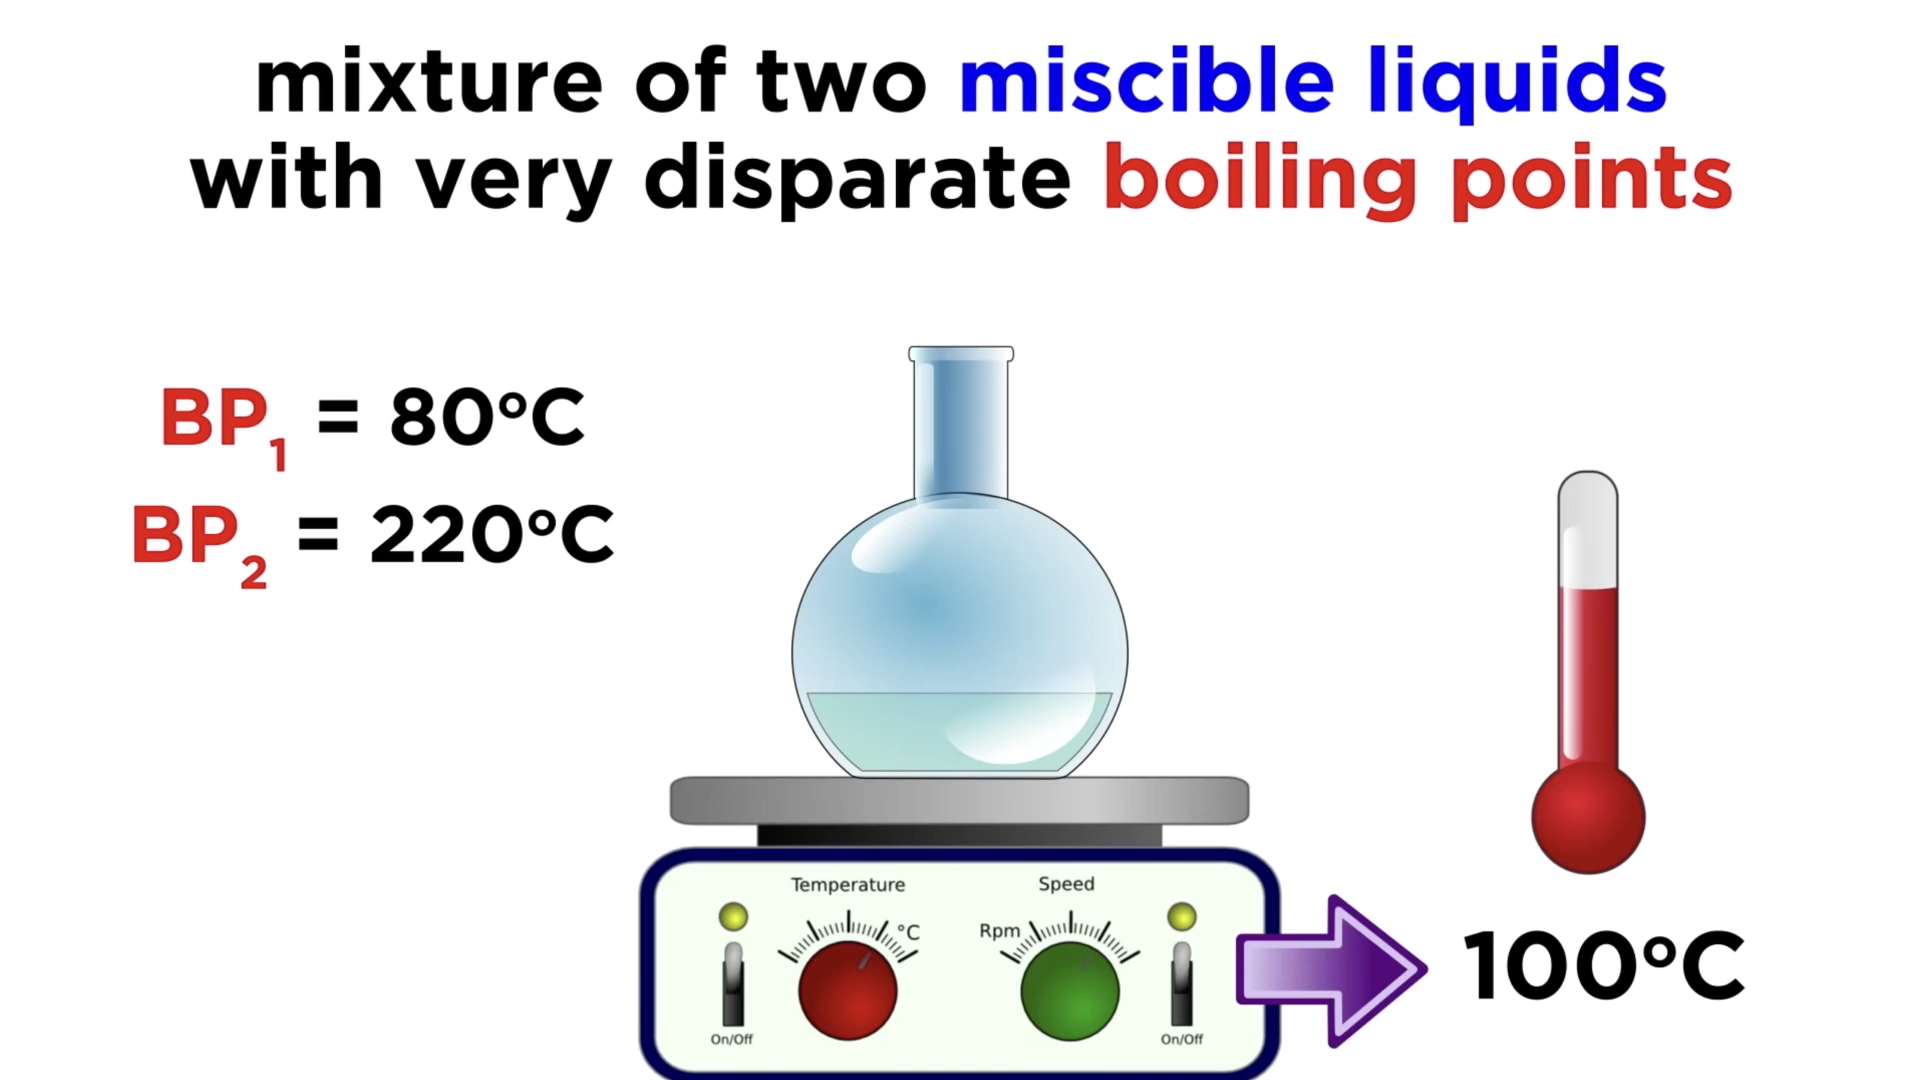 mixture of two miscible liquids
with very disparate boiling points
BP₁ = 80°C
BP₂ = 220°C
Temperature
Speed
°C
Rpm
On/Off
On/Off
100°C